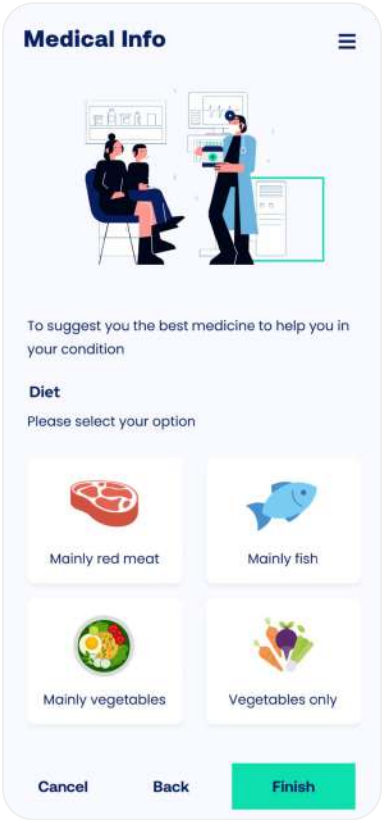 Medical Info
To suggest you the best medicine to help you in
your condition
Diet
Please select your option
Mainly red meat
Mainly fish
Mainly vegetables
Vegetables only
Cancel
Back
Finish